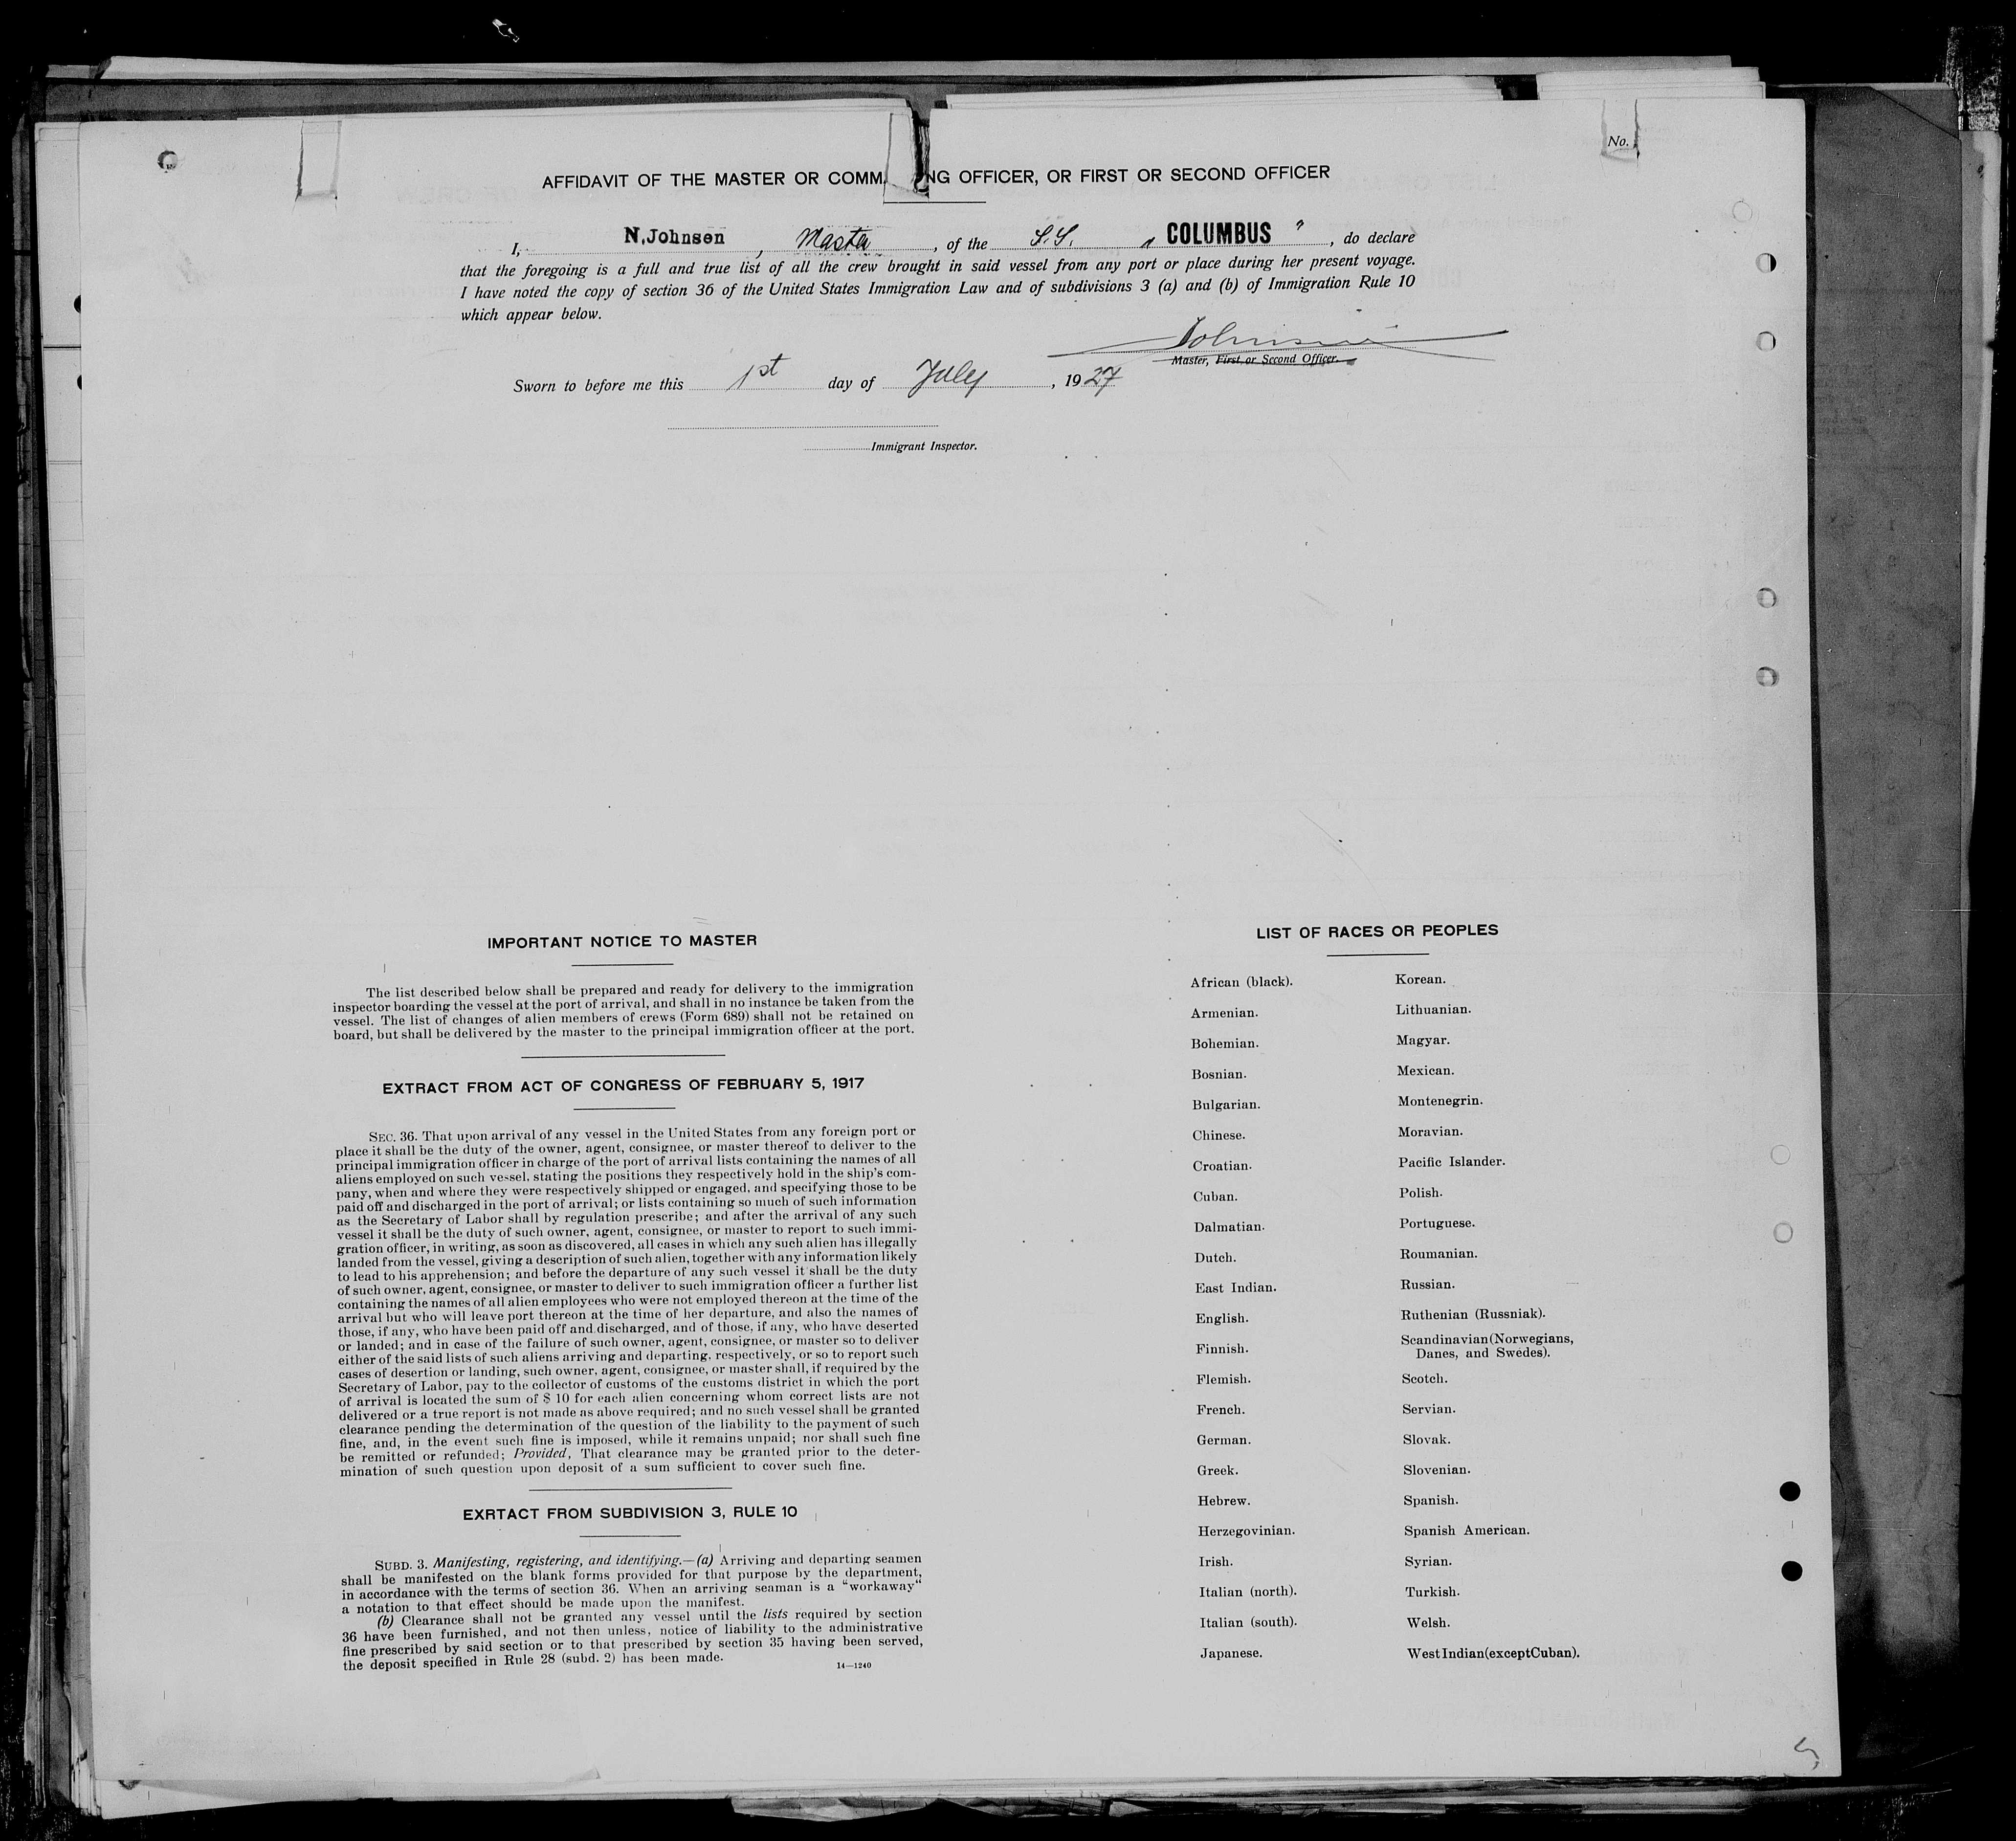 No.
AFFIDAVIT OF THE MASTER OR COMM NG OFFICER, OR FIRST OR SECOND OFFICER
I, N. Johnsen, Master, of the S.S. „ COLUMBUS ", do declare
that the foregoing is a full and true list of all the crew brought in said vessel from any port or place during her present voyage.
I have noted the copy of section 36 of the United States Immigration Law and of subdivisions 3 (a) and (b) of Immigration Rule 10
which appear below.
Johnsen
Master, First or Second Officer.
Sworn to before me this 1st day of July, 1927
Immigrant Inspector.
IMPORTANT NOTICE TO MASTER
The list described below shall be prepared and ready for delivery to the immigration
inspector boarding the vessel at the port of arrival, and shall in no instance be taken from the
vessel. The list of changes of alien members of crews (Form 689) shall not be retained on
board, but shall be delivered by the master to the principal immigration officer at the port.
EXTRACT FROM ACT OF CONGRESS OF FEBRUARY 5, 1917
SEC. 36. That upon arrival of any vessel in the United States from any foreign port or
place it shall be the duty of the owner, agent, consignee, or master thereof to deliver to the
principal immigration officer in charge of the port of arrival lists containing the names of all
aliens employed on such vessel, stating the positions they respectively hold in the ship's com-
pany, when and where they were respectively shipped or engaged, and specifying those to be
paid off and discharged in the port of arrival; or lists containing so much of such information
as the Secretary of Labor shall by regulation prescribe; and after the arrival of any such
vessel it shall be the duty of such owner, agent, consignee, or master to report to such immi-
gration officer, in writing, as soon as discovered, all cases in which any such alien has illegally
landed from the vessel, giving a description of such alien, together with any information likely
to lead to his apprehension; and before the departure of any such vessel it shall be the duty
of such owner, agent, consignee, or master to deliver to such immigration officer a further list
containing the names of all alien employees who were not employed thereon at the time of the
arrival but who will leave port thereon at the time of her departure, and also the names of
those, if any, who have been paid off and discharged, and of those, if any, who have deserted
or landed; and in case of the failure of such owner, agent, consignee, or master so to deliver
either of the said lists of such aliens arriving and departing, respectively, or so to report such
cases of desertion or landing, such owner, agent, consignee, or master shall, if required by the
Secretary of Labor, pay to the collector of customs of the customs district in which the port
of arrival is located the sum of $ 10 for each alien concerning whom correct lists are not
delivered or a true report is not made as above required; and no such vessel shall be granted
clearance pending the determination of the question of the liability to the payment of such
fine, and, in the event such fine is imposed, while it remains unpaid; nor shall such fine
be remitted or refunded; Provided, That clearance may be granted prior to the deter-
mination of such question upon deposit of a sum sufficient to cover such fine.
EXRTACT FROM SUBDIVISION 3, RULE 10
SUBD. 3. Manifesting, registering, and identifying.—(a) Arriving and departing seamen
shall be manifested on the blank forms provided for that purpose by the department,
in accordance with the terms of section 36. When an arriving seaman is a “workaway“
a notation to that effect should be made upon the manifest.
(b) Clearance shall not be granted any vessel until the lists required by section
36 have been furnished, and not then unless, notice of liability to the administrative
fine prescribed by said section or to that prescribed by section 35 having been served,
the deposit specified in Rule 28 (subd. 2) has been made.
14—1240
LIST OF RACES OR PEOPLES
African (black).
Armenian.
Bohemian.
Bosnian.
Bulgarian.
Chinese.
Croatian.
Cuban.
Dalmatian.
Dutch.
East Indian.
English.
Finnish.
Flemish.
French.
German.
Greek.
Hebrew.
Herzegovinian.
Irish.
Italian (north).
Italian (south).
Japanese.
Korean.
Lithuanian.
Magyar.
Mexican.
Montenegrin.
Moravian.
Pacific Islander.
Polish.
Portuguese.
Roumanian.
Russian.
Ruthenian (Russniak).
Scandinavian(Norwegians,
Danes, and Swedes).
Scotch.
Servian.
Slovak.
Slovenian.
Spanish.
Spanish American.
Syrian.
Turkish.
Welsh.
West Indian(exceptCuban).